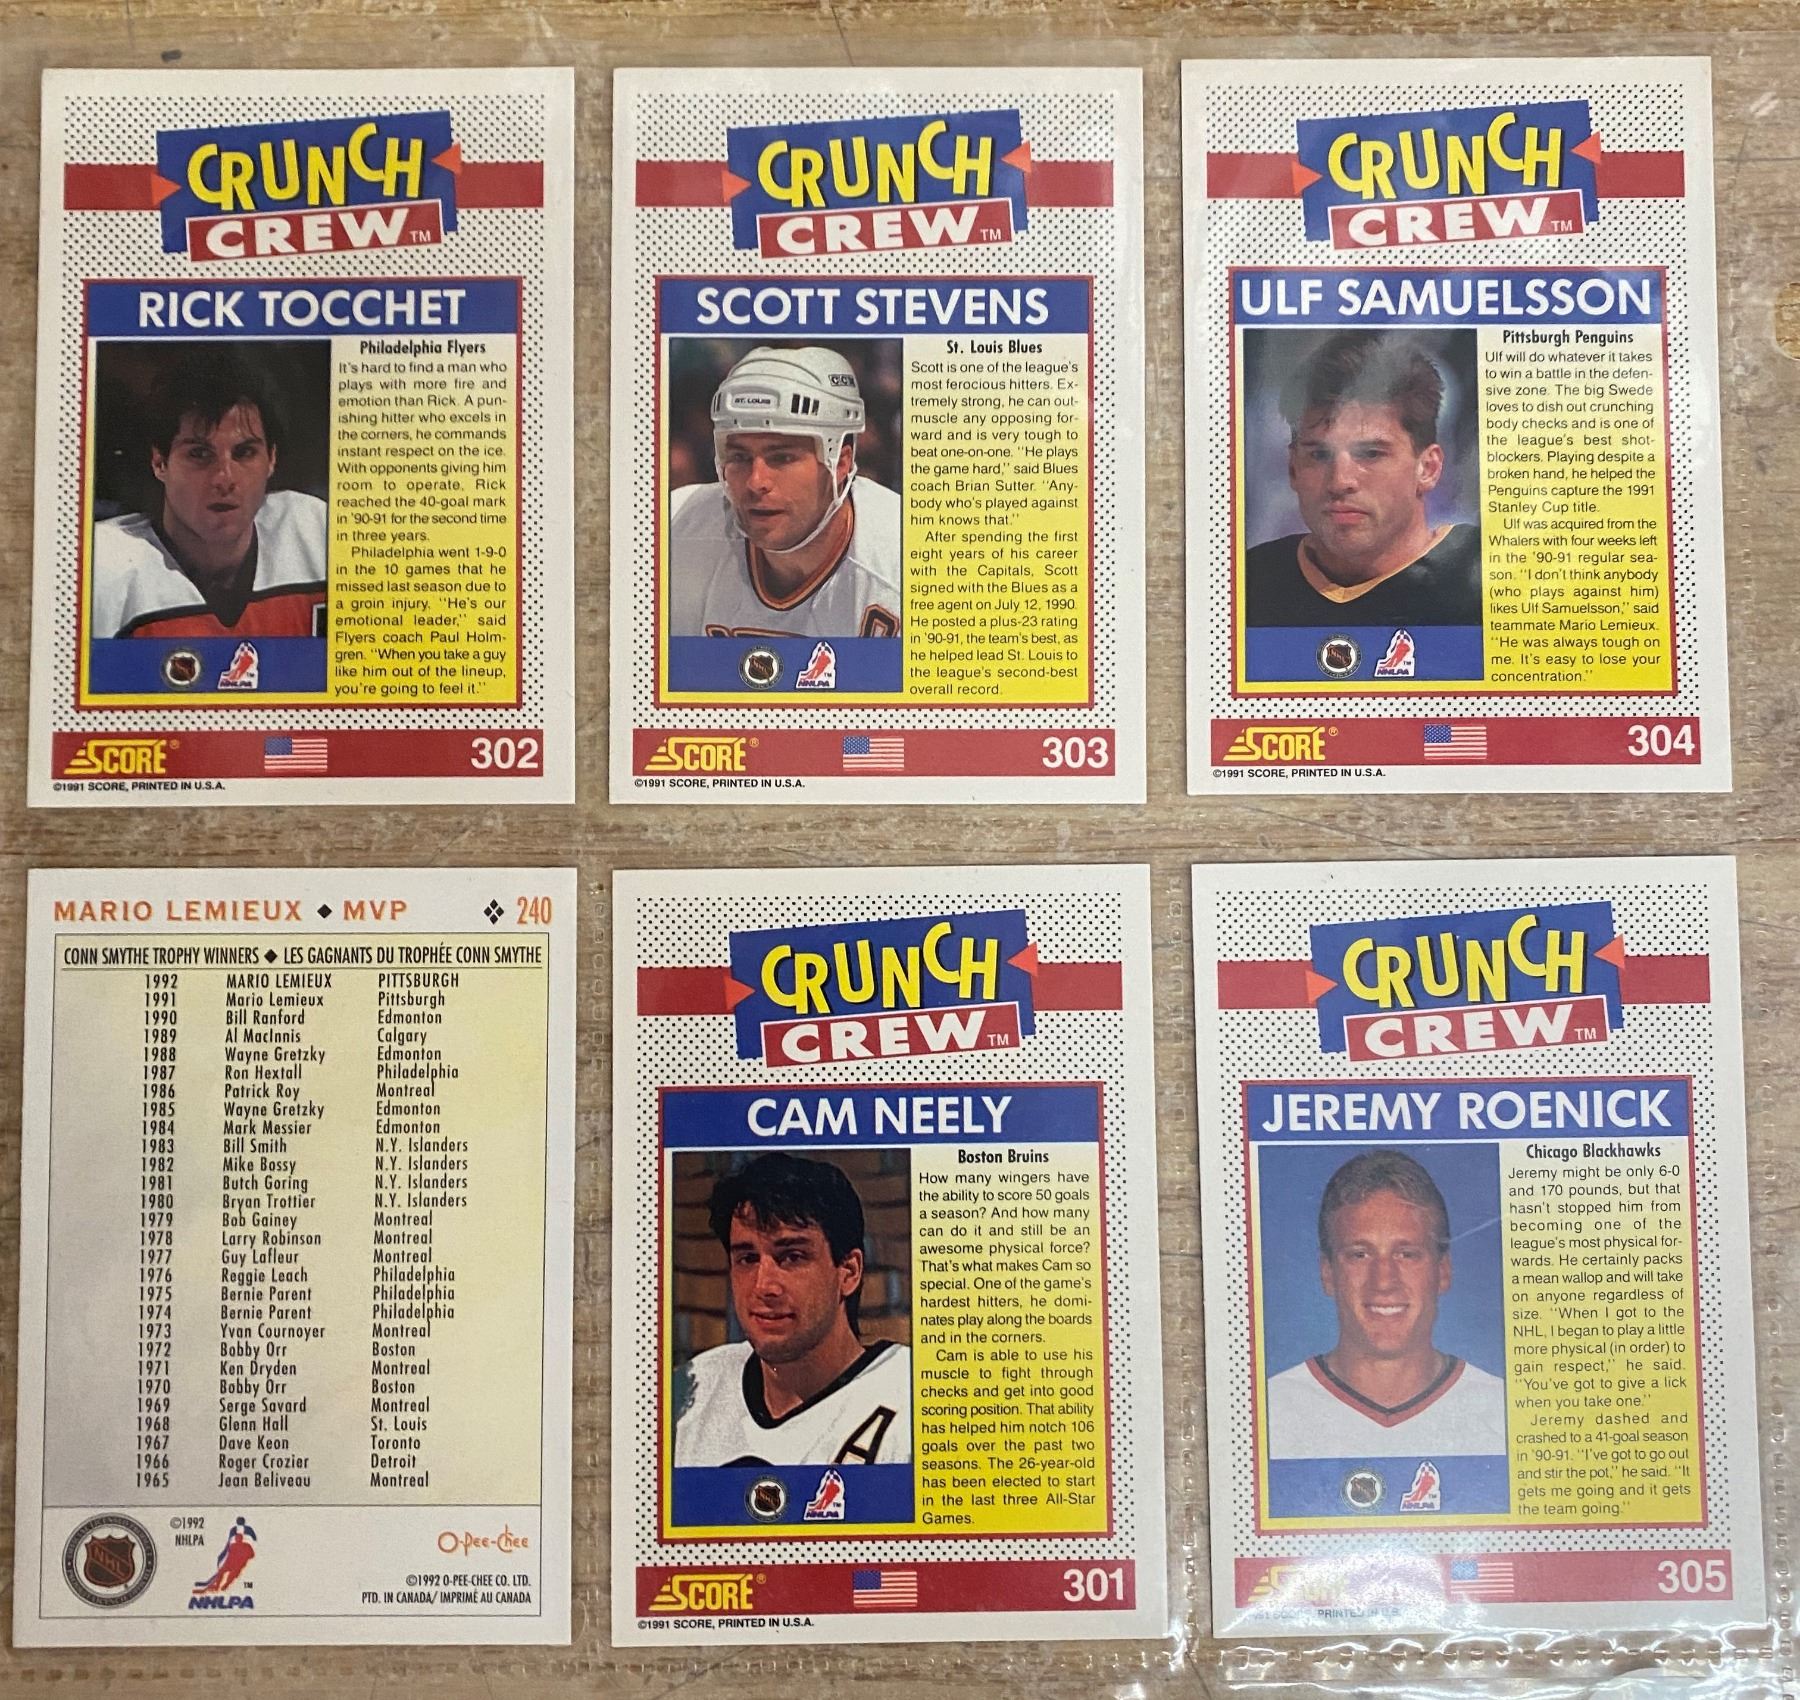 CRUNCH
CREW TM
RICK TOCCHET
Philadelphia Flyers
It's hard to find a man who
plays with more fire and
emotion than Rick. A pun-
ishing hitter who excels in
the corners, he commands
instant respect on the ice.
With opponents giving him
room to operate, Rick
reached the 40-goal mark
in '90-91 for the second time
in three years.
Philadelphia went 1-9-0
in the 10 games that he
missed last season due to
a groin injury. "He's our
emotional leader," said
Flyers coach Paul Holm-
gren. "When you take a guy
like him out of the lineup,
you're going to feel it."
NHL
NHLPA
SCORE® 302
©1991 SCORE, PRINTED IN U.S.A.
CRUNCH
CREW TM
SCOTT STEVENS
CCM
ST. LOUIS
St. Louis Blues
Scott is one of the league's
most ferocious hitters. Ex-
tremely strong, he can out-
muscle any opposing for-
ward and is very tough to
beat one-on-one. "He plays
the game hard," said Blues
coach Brian Sutter. "Any-
body who's played against
him knows that."
After spending the first
eight years of his career
with the Capitals, Scott
signed with the Blues as a
free agent on July 12, 1990.
He posted a plus-23 rating
in '90-91, the team's best, as
he helped lead St. Louis to
the league's second-best
overall record.
NHL
NHLPA
SCORE® 303
©1991 SCORE, PRINTED IN U.S.A.
CRUNCH
CREW TM
ULF SAMUELSSON
Pittsburgh Penguins
Ulf will do whatever it takes
to win a battle in the defen-
sive zone. The big Swede
loves to dish out crunching
body checks and is one of
the league's best shot-
blockers. Playing despite a
broken hand, he helped the
Penguins capture the 1991
Stanley Cup title.
Ulf was acquired from the
Whalers with four weeks left
in the '90-91 regular sea-
son. "I don't think anybody
(who plays against him)
likes Ulf Samuelsson," said
teammate Mario Lemieux.
"He was always tough on
me. It's easy to lose your
concentration."
NHL
NHLPA
SCORE® 304
©1991 SCORE, PRINTED IN U.S.A.
MARIO LEMIEUX ◆ MVP ❖ 240
CONN SMYTHE TROPHY WINNERS ◆ LES GAGNANTS DU TROPHÉE CONN SMYTHE
1992 MARIO LEMIEUX PITTSBURGH
1991 Mario Lemieux Pittsburgh
1990 Bill Ranford Edmonton
1989 Al MacInnis Calgary
1988 Wayne Gretzky Edmonton
1987 Ron Hextall Philadelphia
1986 Patrick Roy Montreal
1985 Wayne Gretzky Edmonton
1984 Mark Messier Edmonton
1983 Bill Smith N.Y. Islanders
1982 Mike Bossy N.Y. Islanders
1981 Butch Goring N.Y. Islanders
1980 Bryan Trottier N.Y. Islanders
1979 Bob Gainey Montreal
1978 Larry Robinson Montreal
1977 Guy Lafleur Montreal
1976 Reggie Leach Philadelphia
1975 Bernie Parent Philadelphia
1974 Bernie Parent Philadelphia
1973 Yvan Cournoyer Montreal
1972 Bobby Orr Boston
1971 Ken Dryden Montreal
1970 Bobby Orr Boston
1969 Serge Savard Montreal
1968 Glenn Hall St. Louis
1967 Dave Keon Toronto
1966 Roger Crozier Detroit
1965 Jean Beliveau Montreal
NHL
©1992
NHLPA
NHLPA TM
O-Pee-Chee
©1992 O-PEE-CHEE CO. LTD.
PTD. IN CANADA/ IMPRIMÉ AU CANADA
CRUNCH
CREW TM
CAM NEELY
Boston Bruins
How many wingers have
the ability to score 50 goals
a season? And how many
can do it and still be an
awesome physical force?
That's what makes Cam so
special. One of the game's
hardest hitters, he domi-
nates play along the boards
and in the corners.
Cam is able to use his
muscle to fight through
checks and get into good
scoring position. That ability
has helped him notch 106
goals over the past two
seasons. The 26-year-old
has been elected to start
in the last three All-Star
Games.
A
NHL
NHLPA
SCORE® 301
©1991 SCORE, PRINTED IN U.S.A.
CRUNCH
CREW TM
JEREMY ROENICK
Chicago Blackhawks
Jeremy might be only 6-0
and 170 pounds, but that
hasn't stopped him from
becoming one of the
league's most physical for-
wards. He certainly packs
a mean wallop and will take
on anyone regardless of
size. "When I got to the
NHL, I began to play a little
more physical (in order) to
gain respect," he said.
"You've got to give a lick
when you take one."
Jeremy dashed and
crashed to a 41-goal season
in '90-91. "I've got to go out
and stir the pot," he said. "It
gets me going and it gets
the team going."
NHL
NHLPA
SCORE 305
SCORE, PRINTED IN U.S.